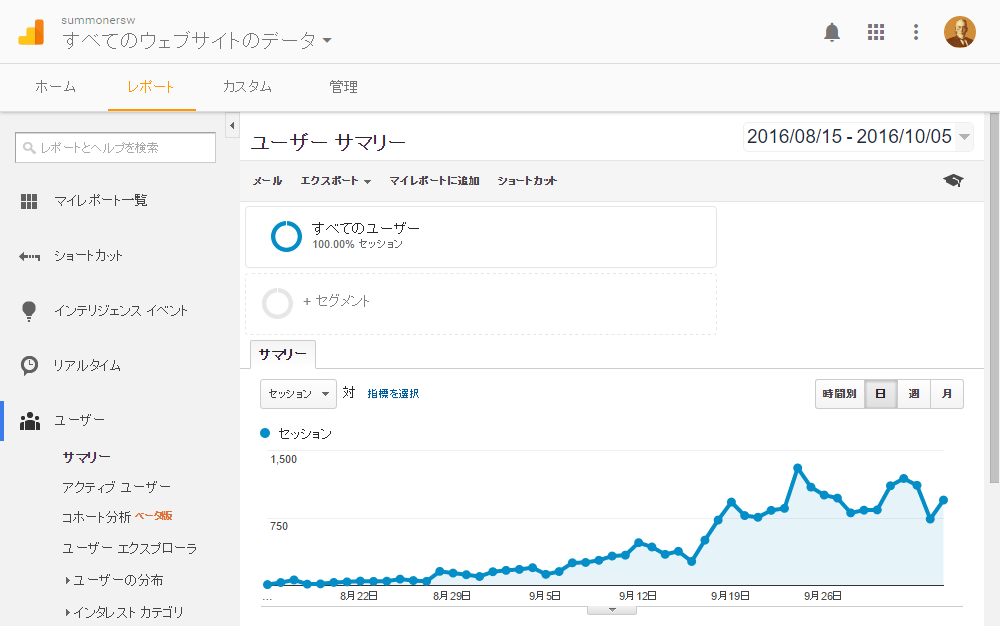 summonersw
すべてのウェブサイトのデータ
ホーム
レポート
カスタム
管理
レポートとヘルプを検索
マイレポート一覧
ショートカット
インテリジェンス イベント
リアルタイム
ユーザー
サマリー
アクティブ ユーザー
コホート分析 ベータ版
ユーザー エクスプローラ
ユーザーの分布
インタレスト カテゴリ
ユーザー サマリー
2016/08/15 - 2016/10/05
メール エクスポート マイレポートに追加 ショートカット
すべてのユーザー
100.00% セッション
+ セグメント
サマリー
セッション 対 指標を選択
時間別 日 週 月
セッション
1,500
750
... 8月22日 8月29日 9月5日 9月12日 9月19日 9月26日